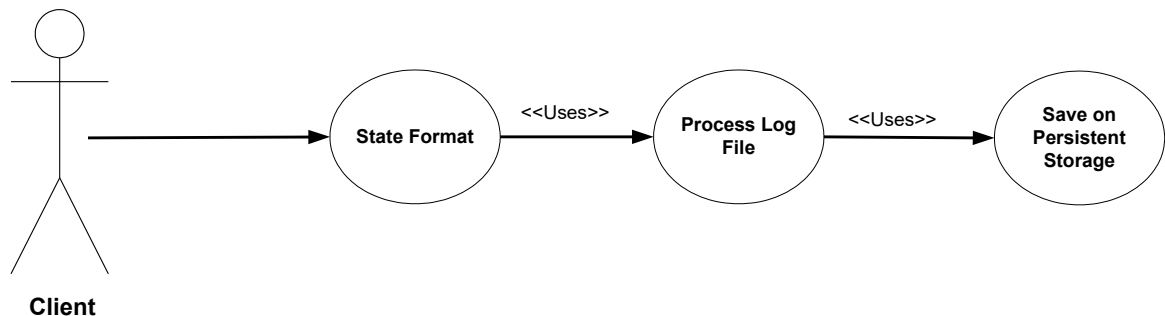 <<Uses>>
<<Uses>>
State Format
Process Log
File
Save on
Persistent
Storage
Client